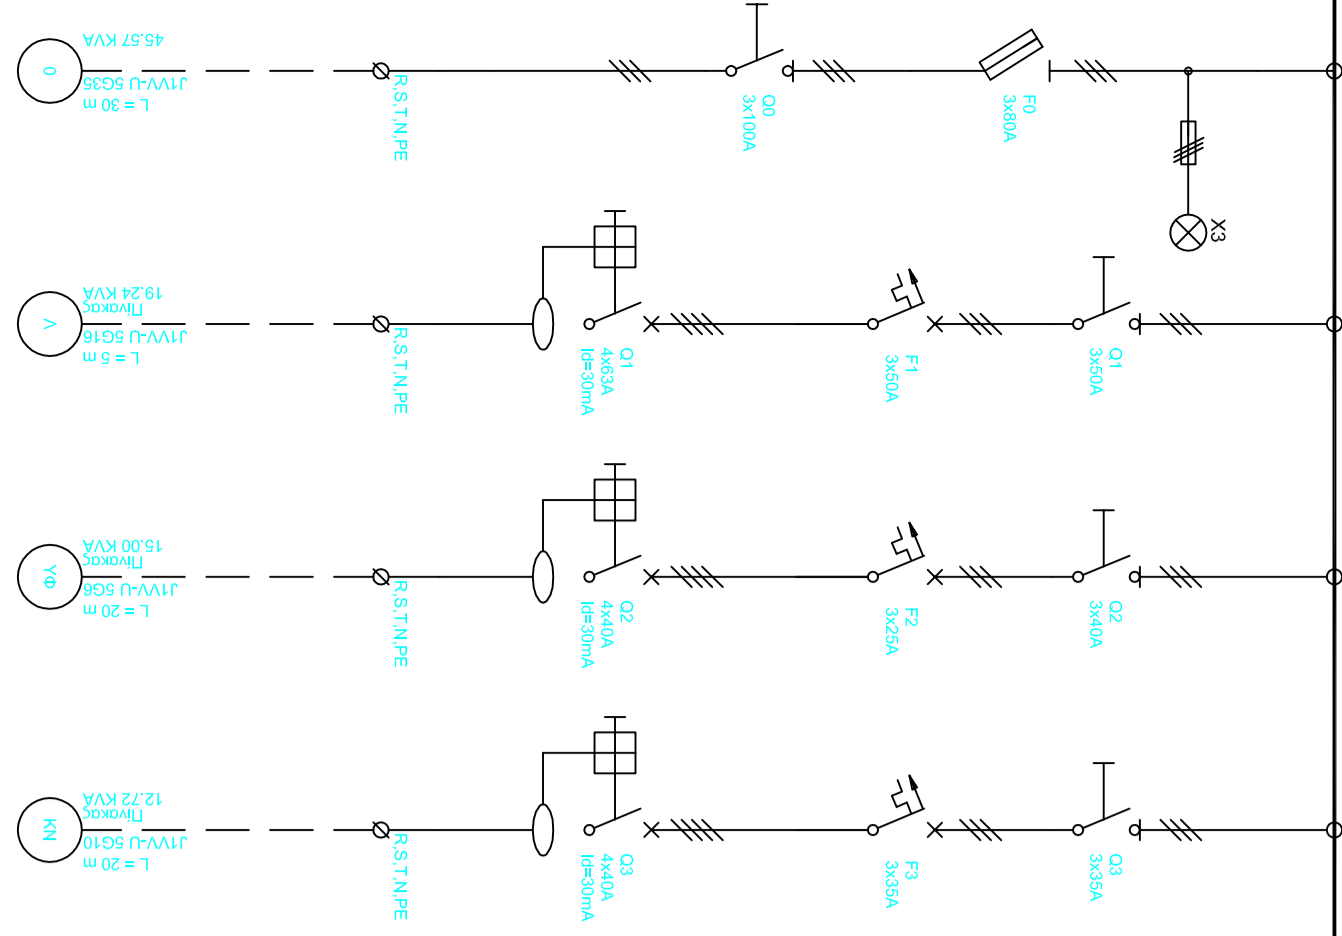 0
45.57 KVA
J1VV-U 5G35
L = 30 m
R,S,T,N,PE
Q0
3x100A
F0
3x80A
X3
Λ
19.24 KVA
Πίνακας
J1VV-U 5G16
L = 5 m
R,S,T,N,PE
Q1
4x63A
Id=30mA
F1
3x50A
Q1
3x50A
ΥΦ
15.00 KVA
Πίνακας
J1VV-U 5G6
L = 20 m
R,S,T,N,PE
Q2
4x40A
Id=30mA
F2
3x25A
Q2
3x40A
ΚΝ
12.72 KVA
Πίνακας
J1VV-U 5G10
L = 20 m
R,S,T,N,PE
Q3
4x40A
Id=30mA
F3
3x35A
Q3
3x35A